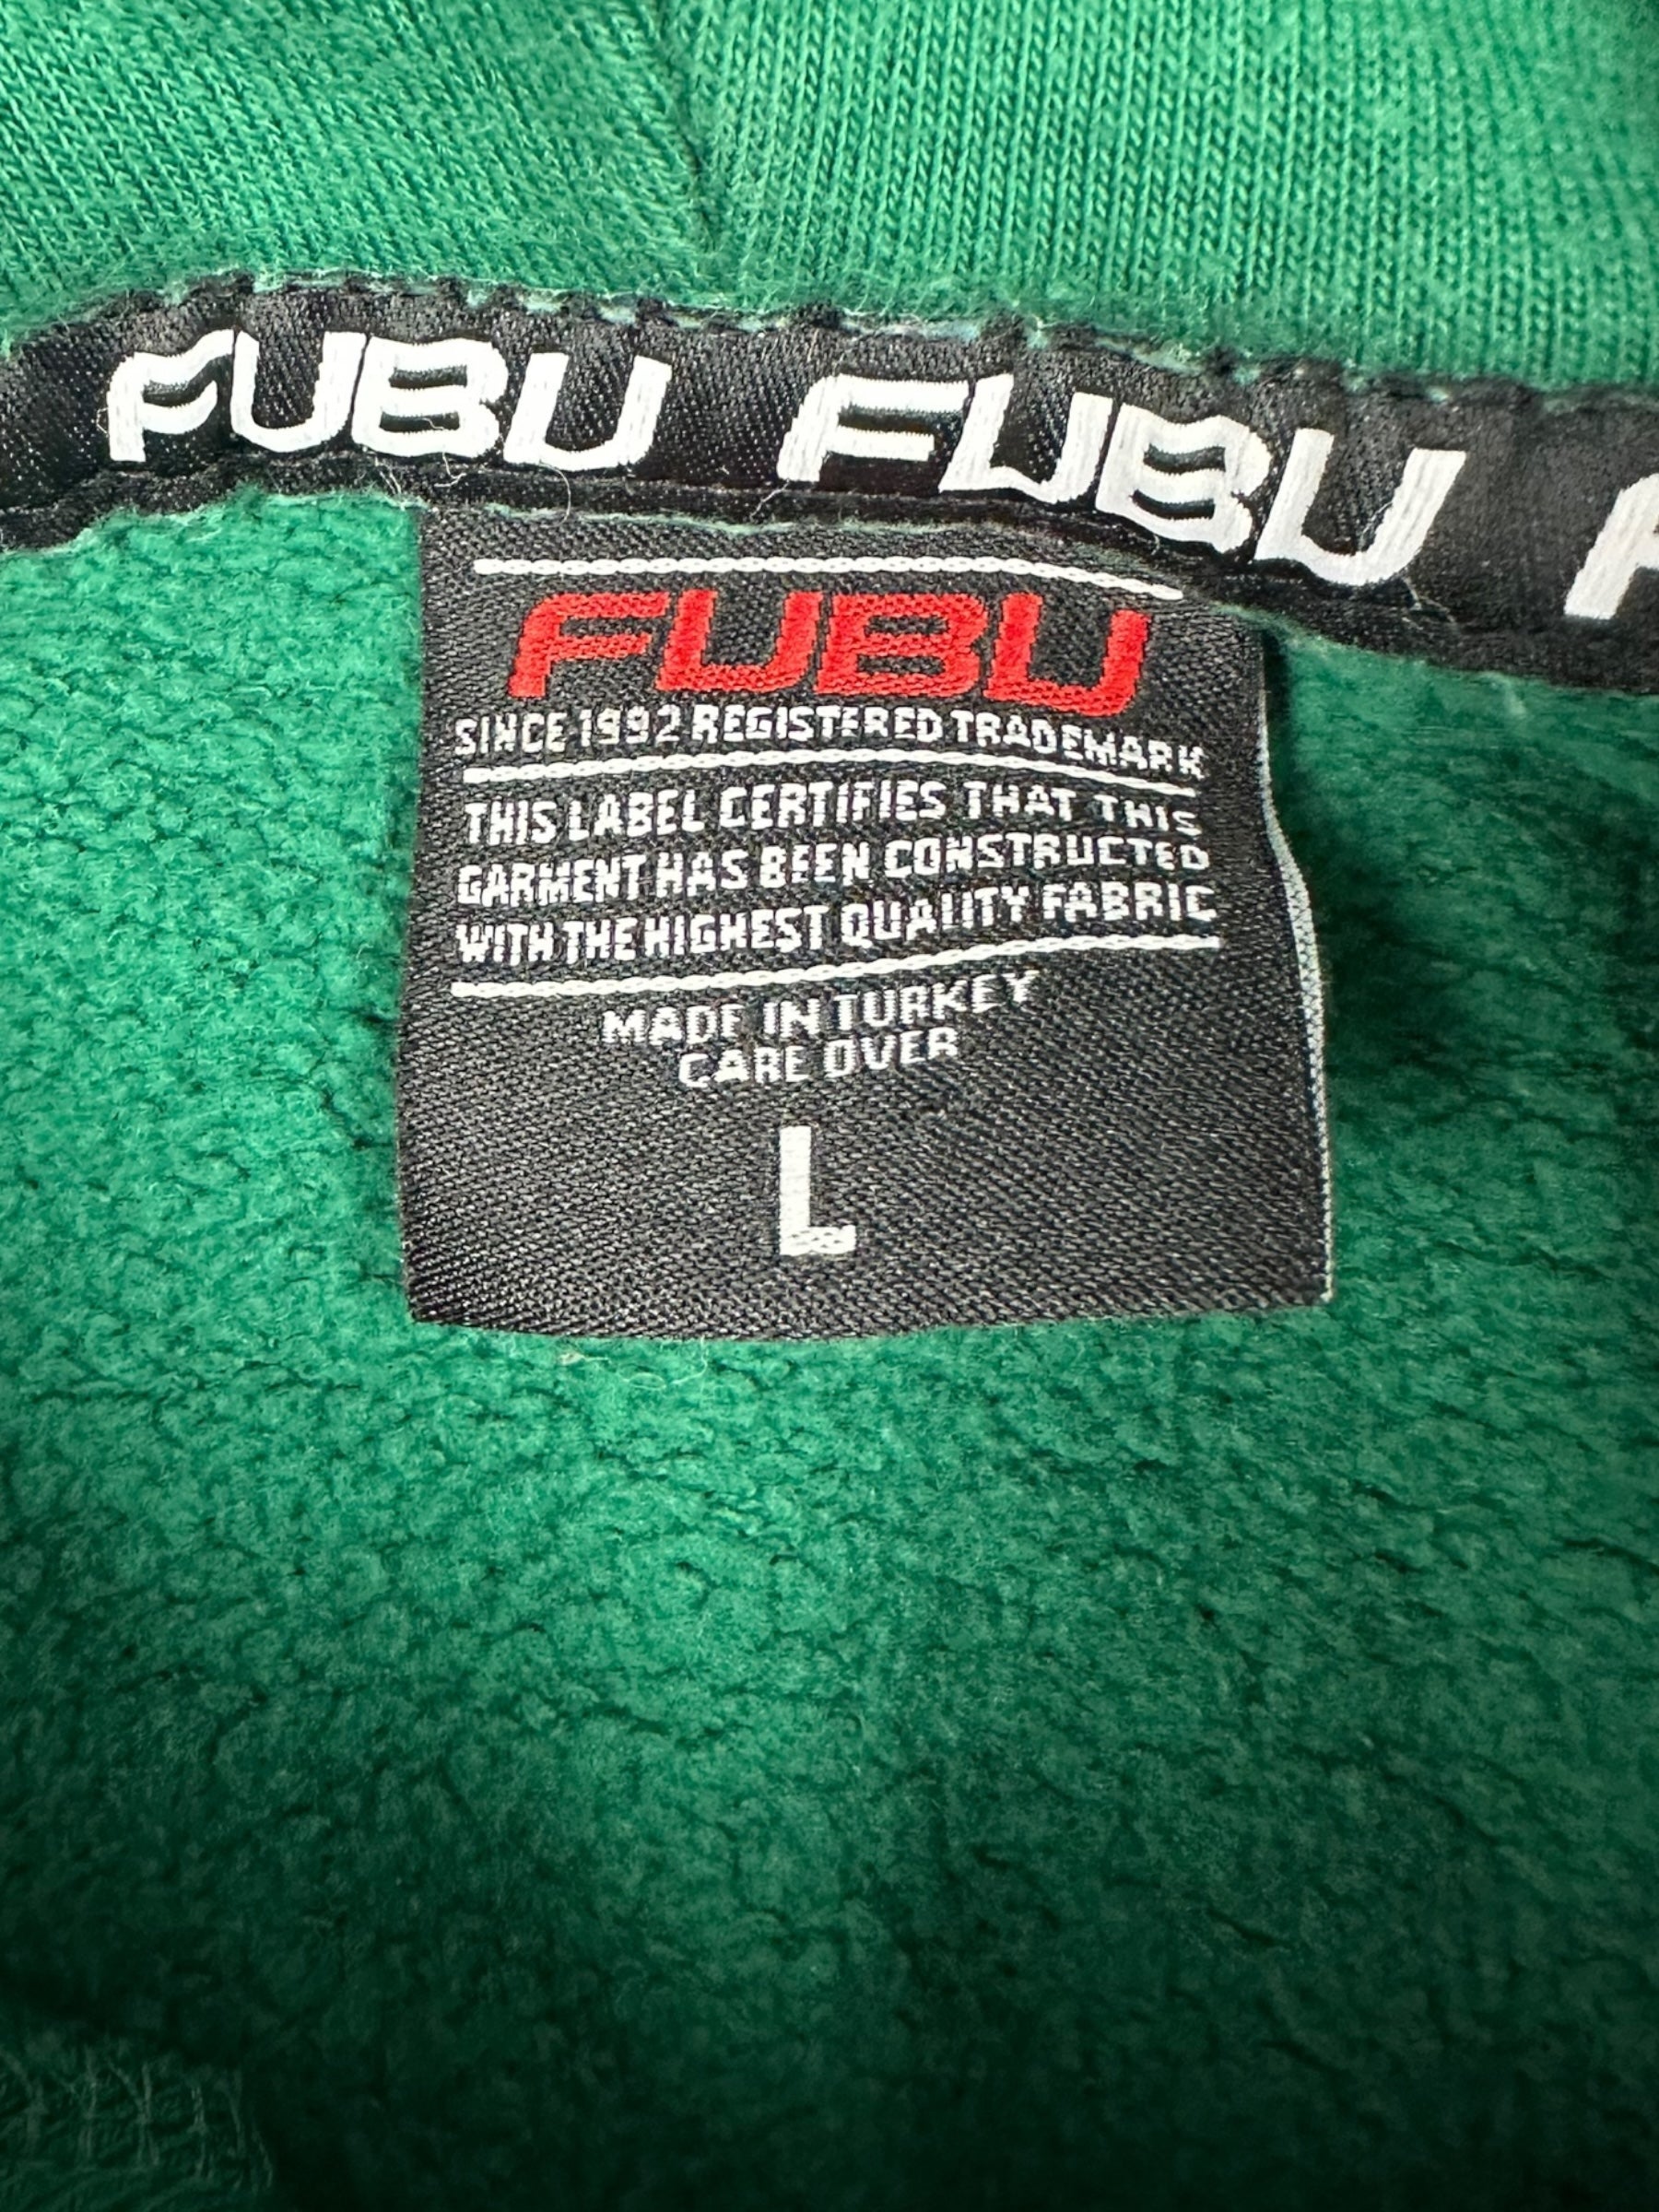 FUBU FUBU F
FUBU
SINCE 1992 REGISTERED TRADEMARK
THIS LABEL CERTIFIES THAT THIS
GARMENT HAS BEEN CONSTRUCTED
WITH THE HIGHEST QUALITY FABRIC
MADE IN TURKEY
CARE OVER
L